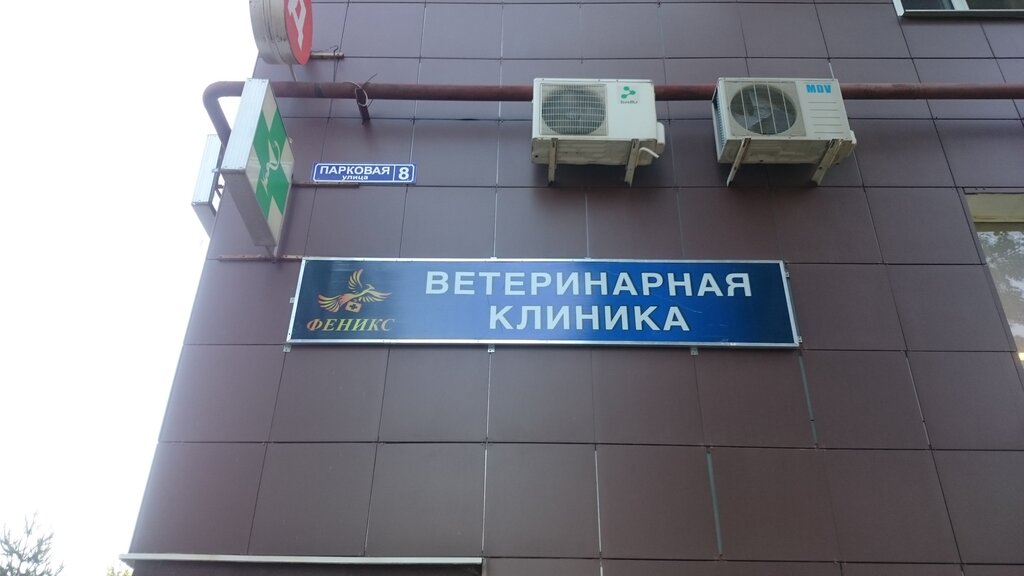 MDV
ПАРКОВАЯ
улица
8
ВЕТЕРИНАРНАЯ
КЛИНИКА
ФЕНИКС